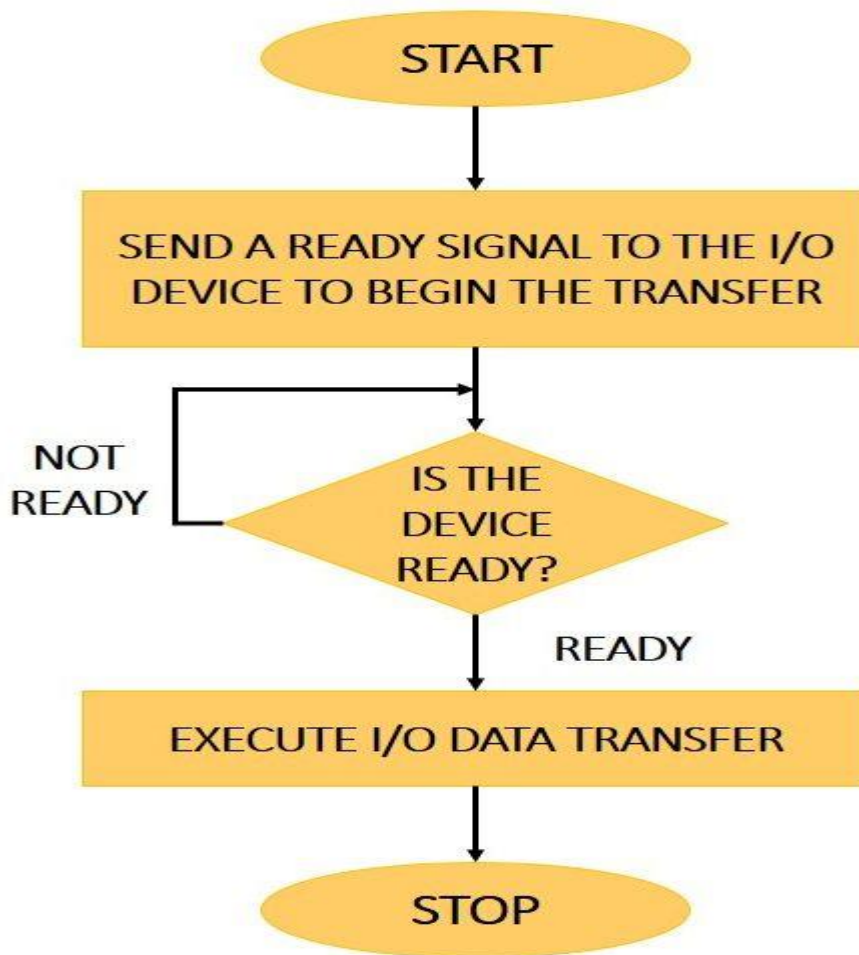 START
SEND A READY SIGNAL TO THE I/O
DEVICE TO BEGIN THE TRANSFER
NOT
READY
IS THE
DEVICE
READY?
READY
EXECUTE I/O DATA TRANSFER
STOP